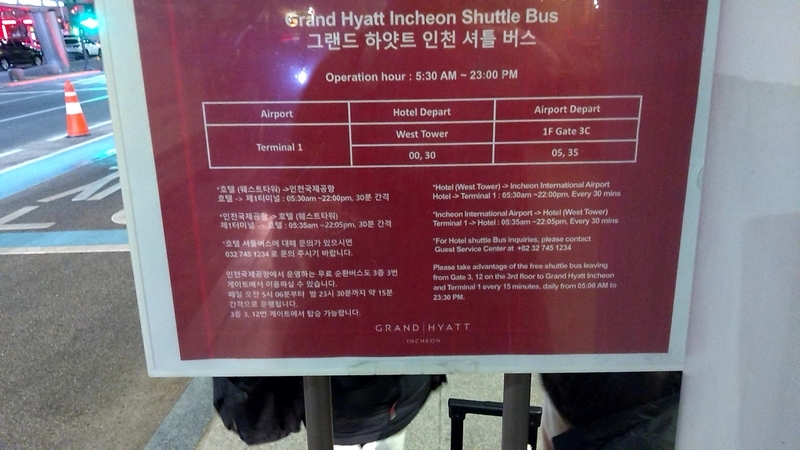 Grand Hyatt Incheon Shuttle Bus
그랜드 하얏트 인천 셔틀 버스
Operation hour : 5:30 AM ~ 23:00 PM
Airport Hotel Depart Airport Depart
Terminal 1 West Tower 1F Gate 3C
00, 30 05, 35
*호텔 (웨스트타워) ->인천국제공항
호텔 -> 제1터미널 : 05:30am ~22:00pm, 30분 간격
*인천국제공항 -> 호텔 (웨스트타워)
제1터미널 -> 호텔 : 05:35am ~22:05pm, 30분 간격
*호텔 셔틀버스에 대해 문의가 있으시면
032 745 1234 로 문의 주시기 바랍니다.
인천국제공항에서 운영하는 무료 순환버스도 3층 3번
게이트에서 이용하실 수 있습니다.
매일 오전 5시 06분부터 밤 23시 30분까지 약 15분
간격으로 운행됩니다.
3층 3, 12번 게이트에서 탑승 가능합니다.
*Hotel (West Tower) -> Incheon International Airport
Hotel -> Terminal 1 : 05:30am ~22:00pm, Every 30 mins
*Incheon International Airport -> Hotel (West Tower)
Terminal 1 -> Hotel : 05:35am ~22:05pm, Every 30 mins
*For Hotel shuttle Bus inquiries, please contact
Guest Service Center at +82 32 745 1234
Please take advantage of the free shuttle bus leaving
from Gate 3, 12 on the 3rd floor to Grand Hyatt Incheon
and Terminal 1 every 15 minutes, daily from 05:06 AM to
23:30 PM.
GRAND HYATT
INCHEON